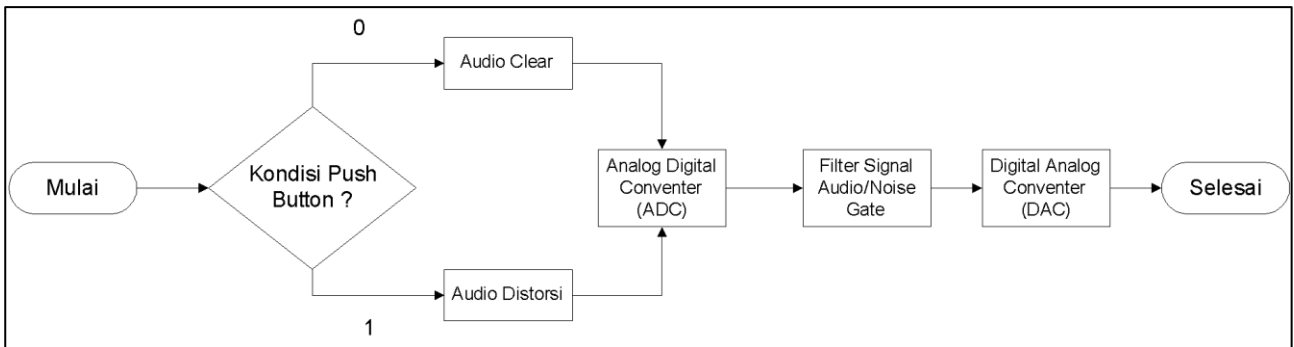 Mulai
Kondisi Push
Button ?
0
Audio Clear
1
Audio Distorsi
Analog Digital
Conventer
(ADC)
Filter Signal
Audio/Noise
Gate
Digital Analog
Conventer
(DAC)
Selesai